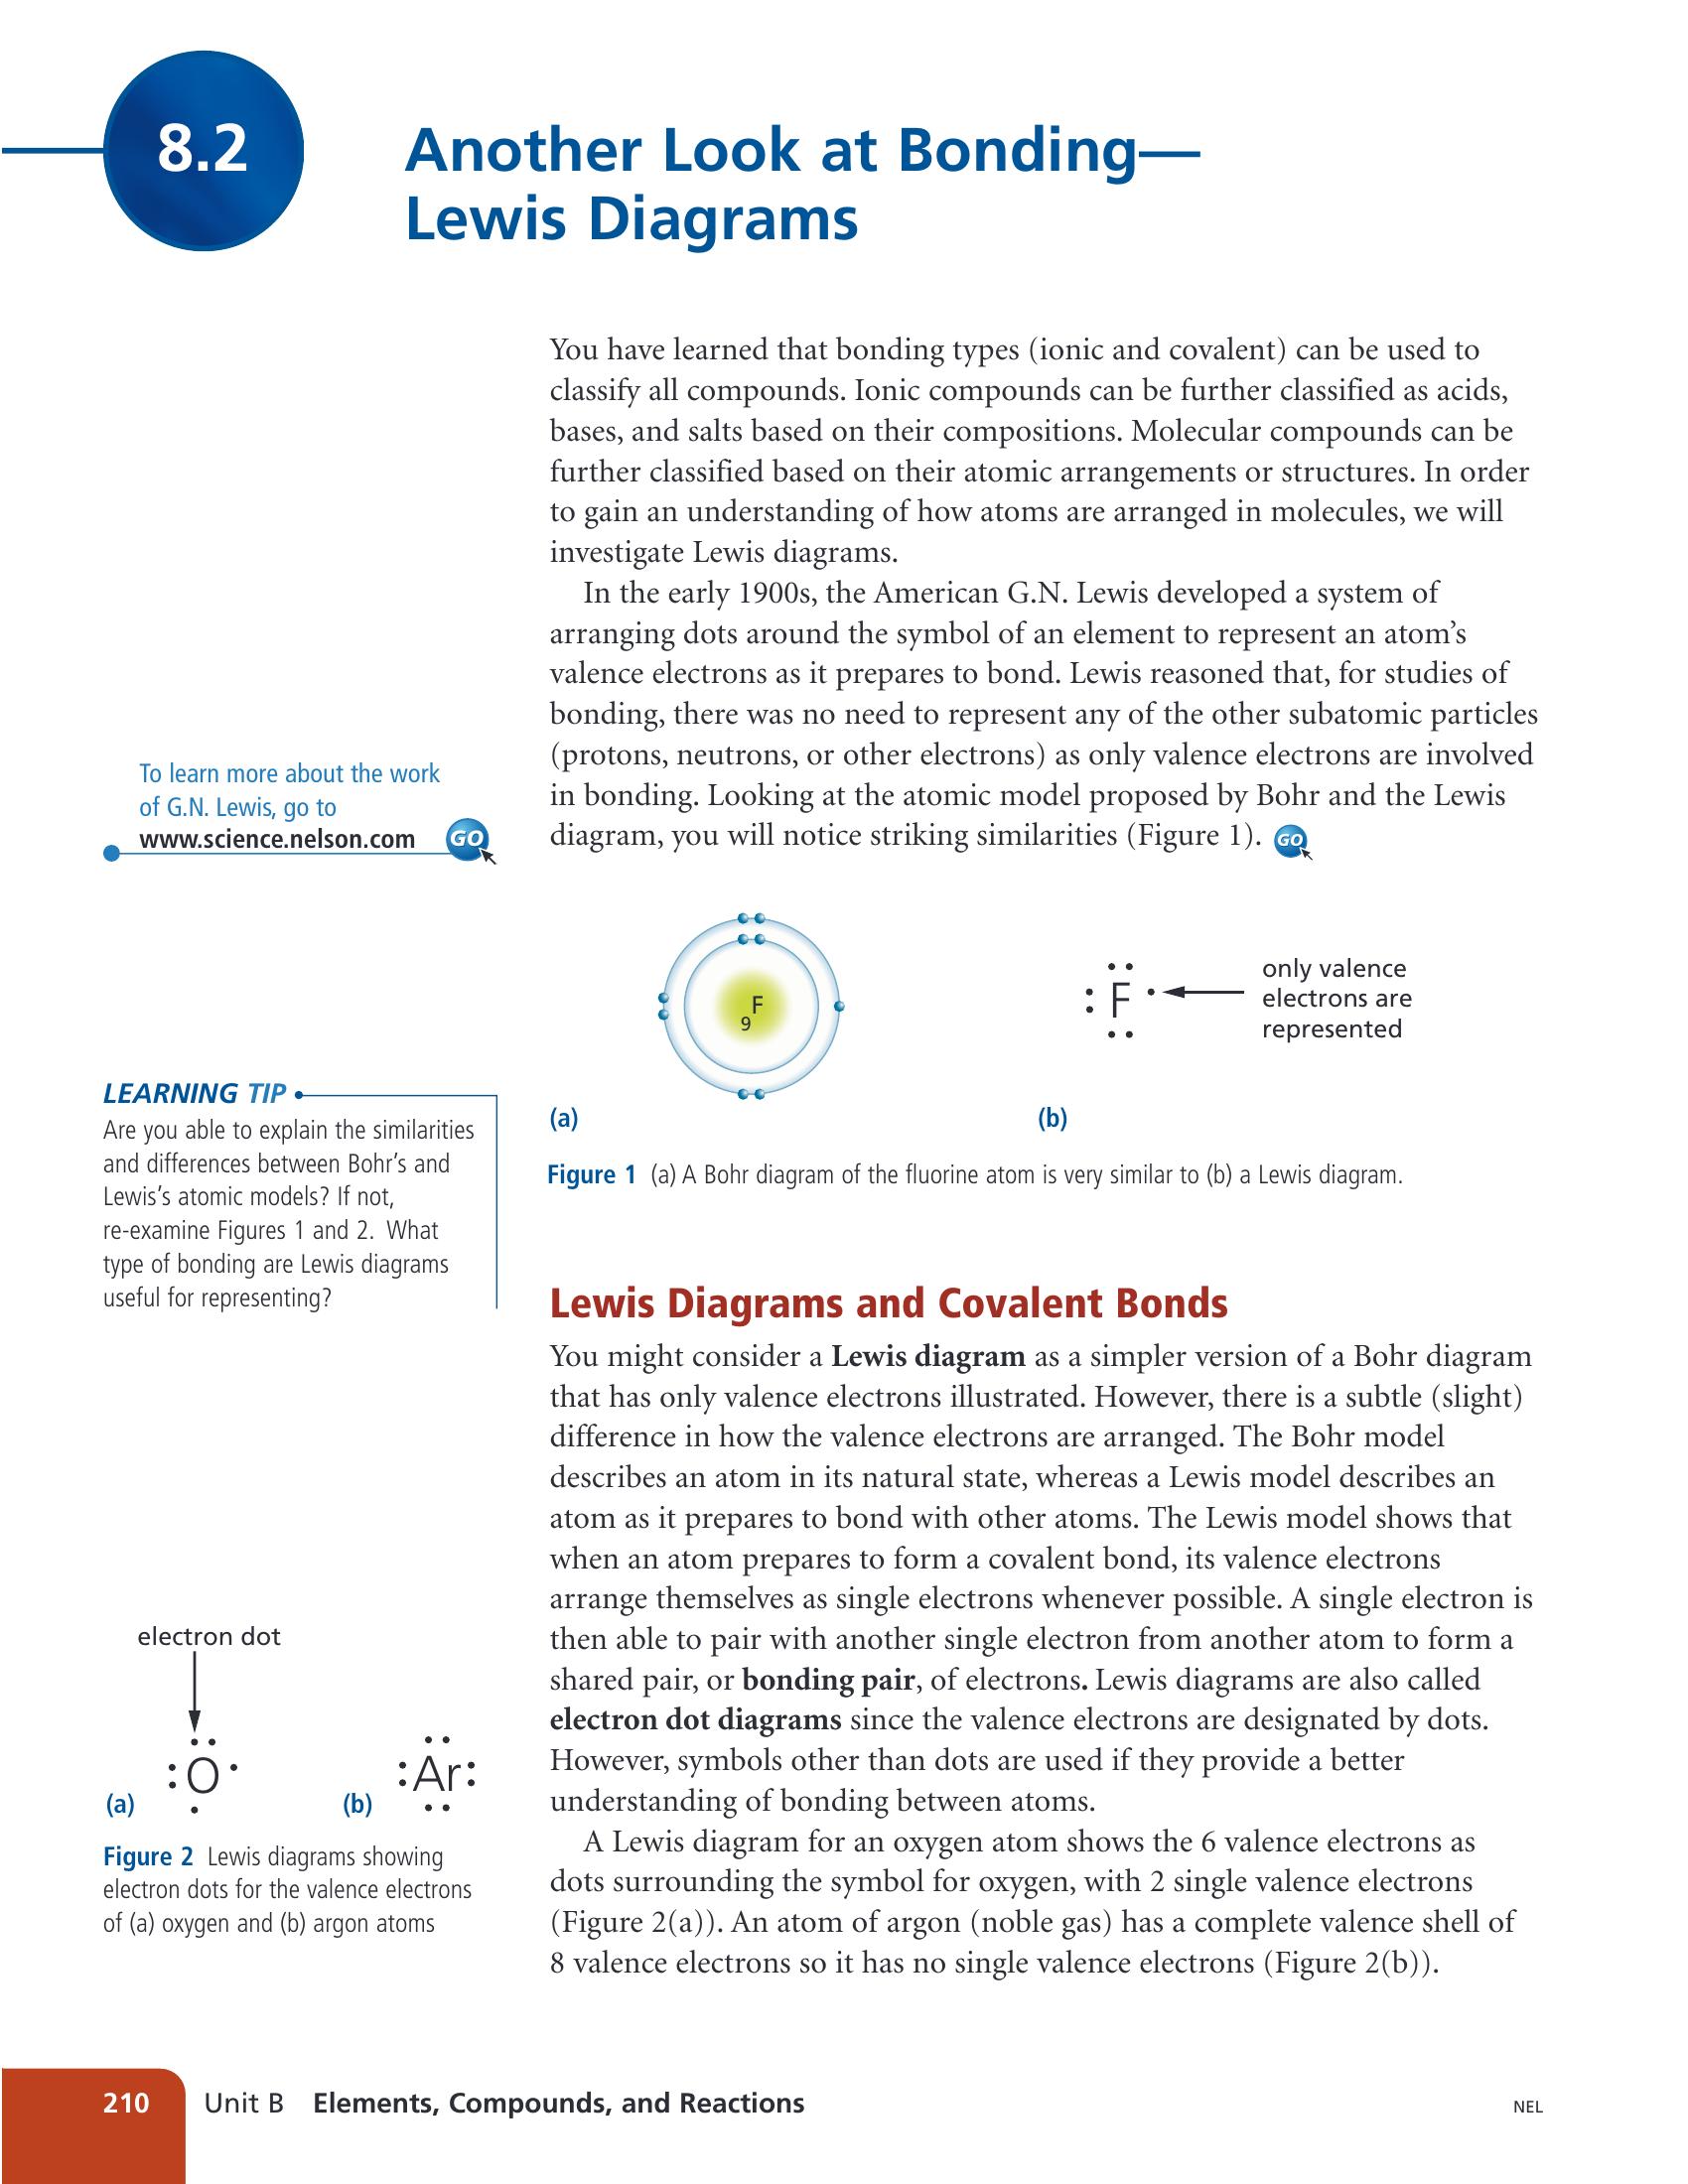 8.2
Another Look at Bonding—
Lewis Diagrams
You have learned that bonding types (ionic and covalent) can be used to
classify all compounds. Ionic compounds can be further classified as acids,
bases, and salts based on their compositions. Molecular compounds can be
further classified based on their atomic arrangements or structures. In order
to gain an understanding of how atoms are arranged in molecules, we will
investigate Lewis diagrams.
In the early 1900s, the American G.N. Lewis developed a system of
arranging dots around the symbol of an element to represent an atom’s
valence electrons as it prepares to bond. Lewis reasoned that, for studies of
bonding, there was no need to represent any of the other subatomic particles
(protons, neutrons, or other electrons) as only valence electrons are involved
in bonding. Looking at the atomic model proposed by Bohr and the Lewis
diagram, you will notice striking similarities (Figure 1). GO
To learn more about the work
of G.N. Lewis, go to
www.science.nelson.com GO
F
9
F
only valence
electrons are
represented
(a)
(b)
Figure 1 (a) A Bohr diagram of the fluorine atom is very similar to (b) a Lewis diagram.
LEARNING TIP
Are you able to explain the similarities
and differences between Bohr’s and
Lewis’s atomic models? If not,
re-examine Figures 1 and 2. What
type of bonding are Lewis diagrams
useful for representing?
Lewis Diagrams and Covalent Bonds
You might consider a Lewis diagram as a simpler version of a Bohr diagram
that has only valence electrons illustrated. However, there is a subtle (slight)
difference in how the valence electrons are arranged. The Bohr model
describes an atom in its natural state, whereas a Lewis model describes an
atom as it prepares to bond with other atoms. The Lewis model shows that
when an atom prepares to form a covalent bond, its valence electrons
arrange themselves as single electrons whenever possible. A single electron is
then able to pair with another single electron from another atom to form a
shared pair, or bonding pair, of electrons. Lewis diagrams are also called
electron dot diagrams since the valence electrons are designated by dots.
However, symbols other than dots are used if they provide a better
understanding of bonding between atoms.
A Lewis diagram for an oxygen atom shows the 6 valence electrons as
dots surrounding the symbol for oxygen, with 2 single valence electrons
(Figure 2(a)). An atom of argon (noble gas) has a complete valence shell of
8 valence electrons so it has no single valence electrons (Figure 2(b)).
electron dot
O
Ar
(a)
(b)
Figure 2 Lewis diagrams showing
electron dots for the valence electrons
of (a) oxygen and (b) argon atoms
210 Unit B Elements, Compounds, and Reactions
NEL